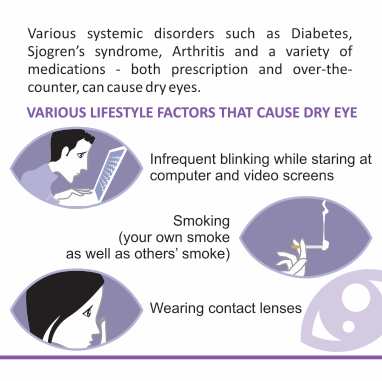 Various systemic disorders such as Diabetes,
Sjogren's syndrome, Arthritis and a variety of
medications - both prescription and over-the-
counter, can cause dry eyes.
VARIOUS LIFESTYLE FACTORS THAT CAUSE DRY EYE
Infrequent blinking while staring at
computer and video screens
Smoking
(your own smoke
as well as others' smoke)
Wearing contact lenses